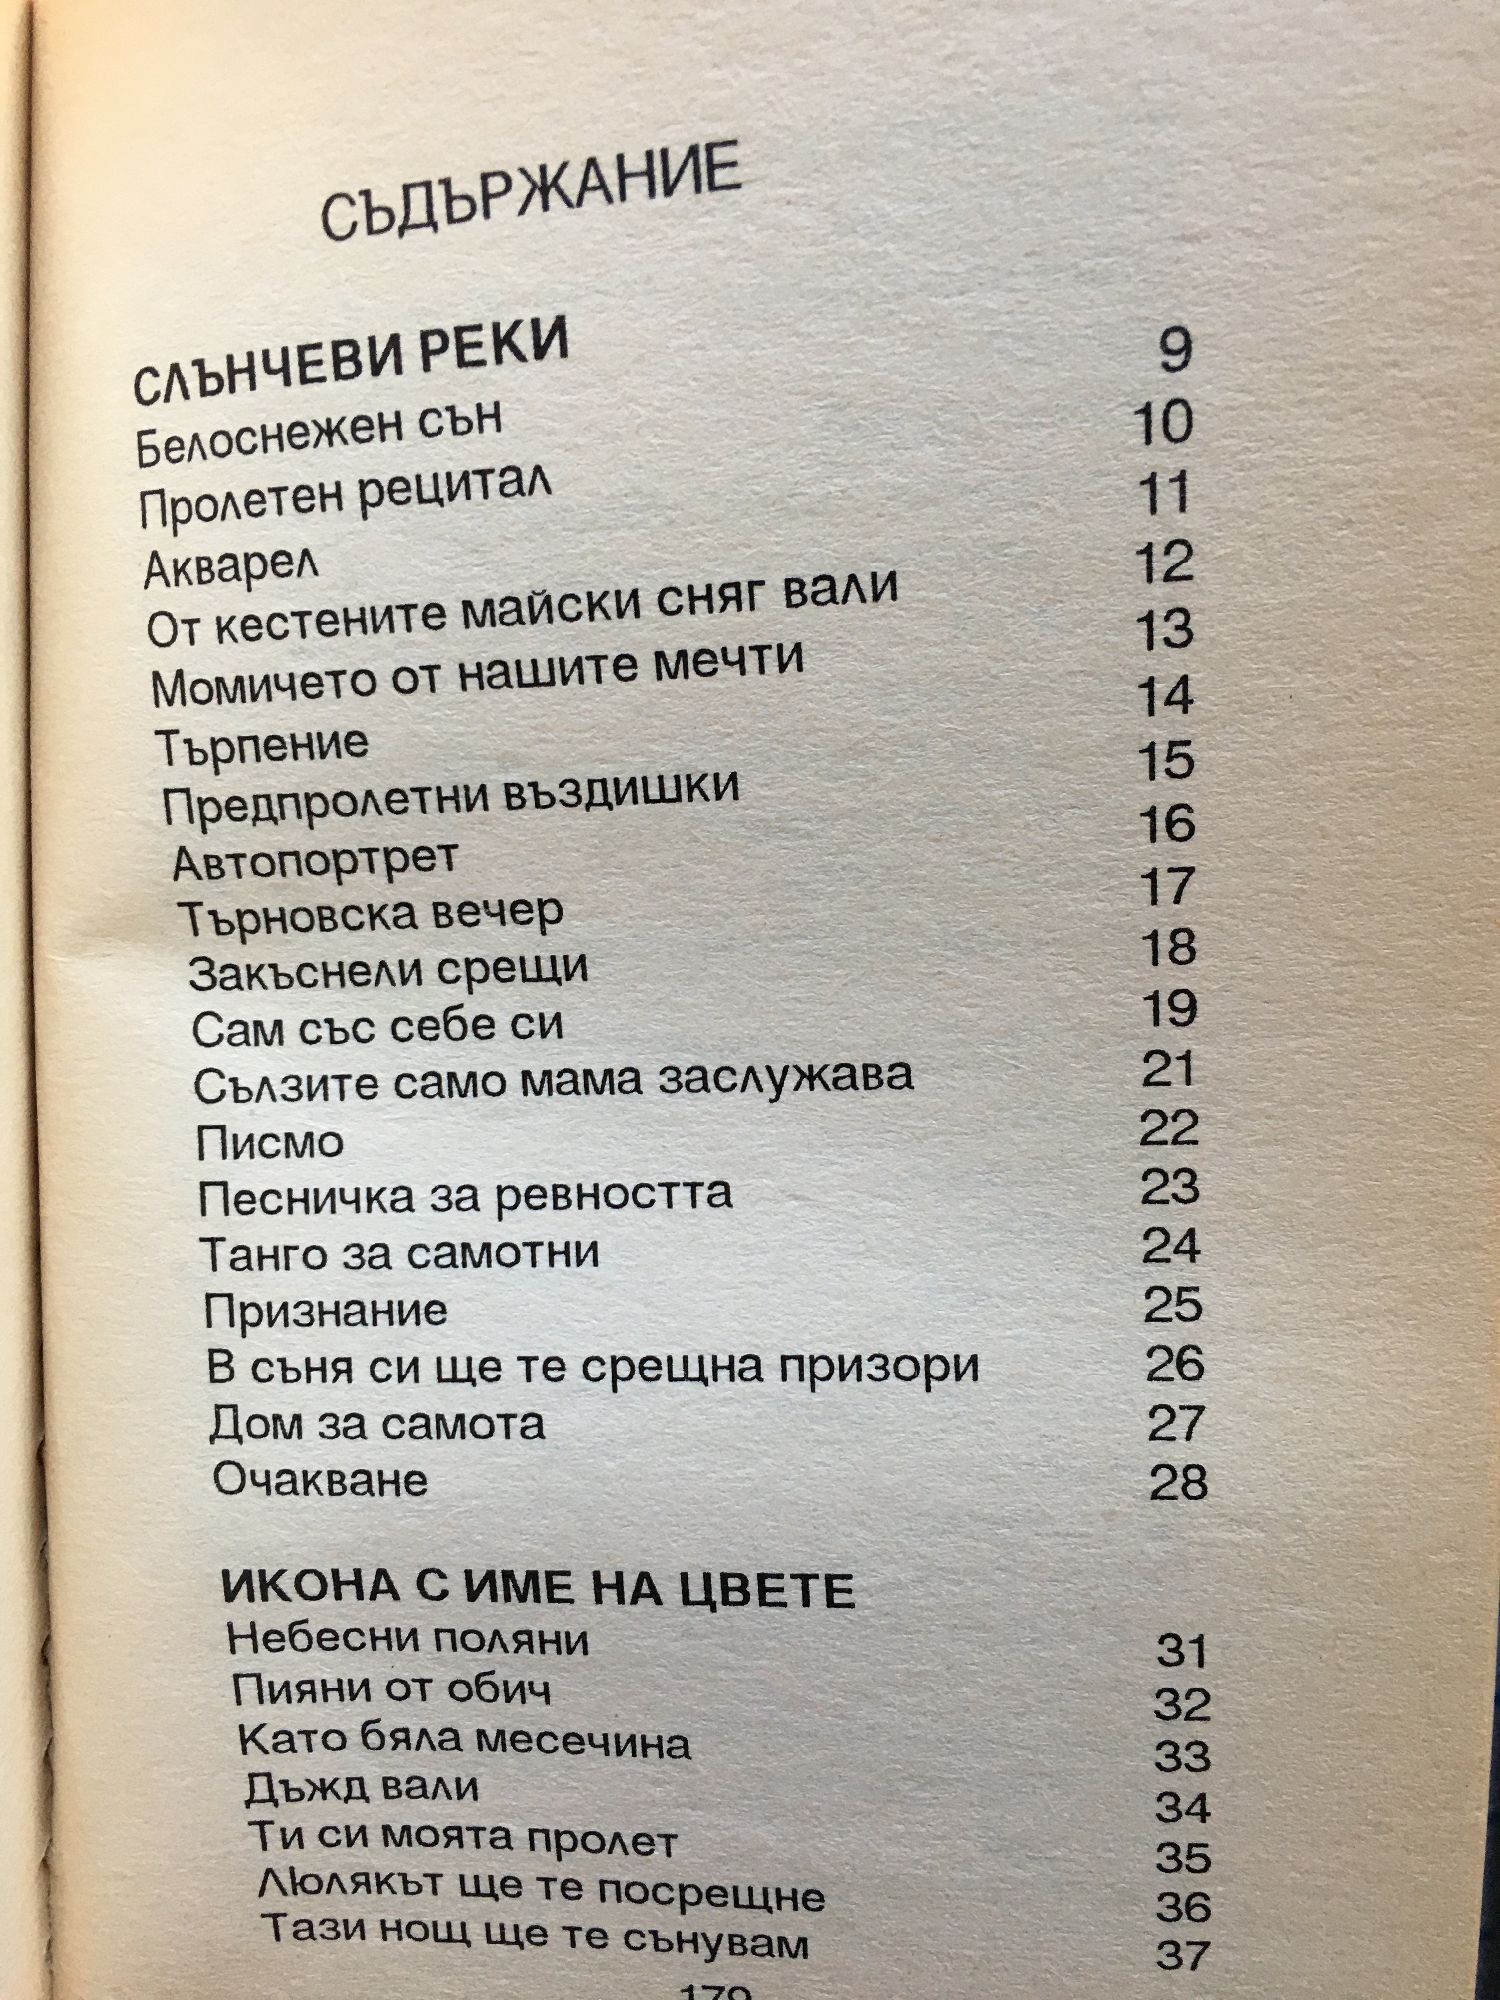 СЪДЪРЖАНИЕ
СЛЪНЧЕВИ РЕКИ
Белоснежен сън 9
Пролетен рецитал 10
Акварел 11
От кестените майски сняг вали 12
Момичето от нашите мечти 13
Търпение 14
Предпролетни въздишки 15
Автопортрет 16
Търновска вечер 17
Закъснели срещи 18
Сам със себе си 19
Сълзите само мама заслужава 21
Писмо 22
Песничка за ревността 23
Танго за самотни 24
Признание 25
В съня си ще те срещна призори 26
Дом за самота 27
Очакване 28
ИКОНА С ИМЕ НА ЦВЕТЕ
Небесни поляни 31
Пияни от обич 32
Като бяла месечина 33
Дъжд вали 34
Ти си моята пролет 35
Люлякът ще те посрещне 36
Тази нощ ще те сънувам 37
179